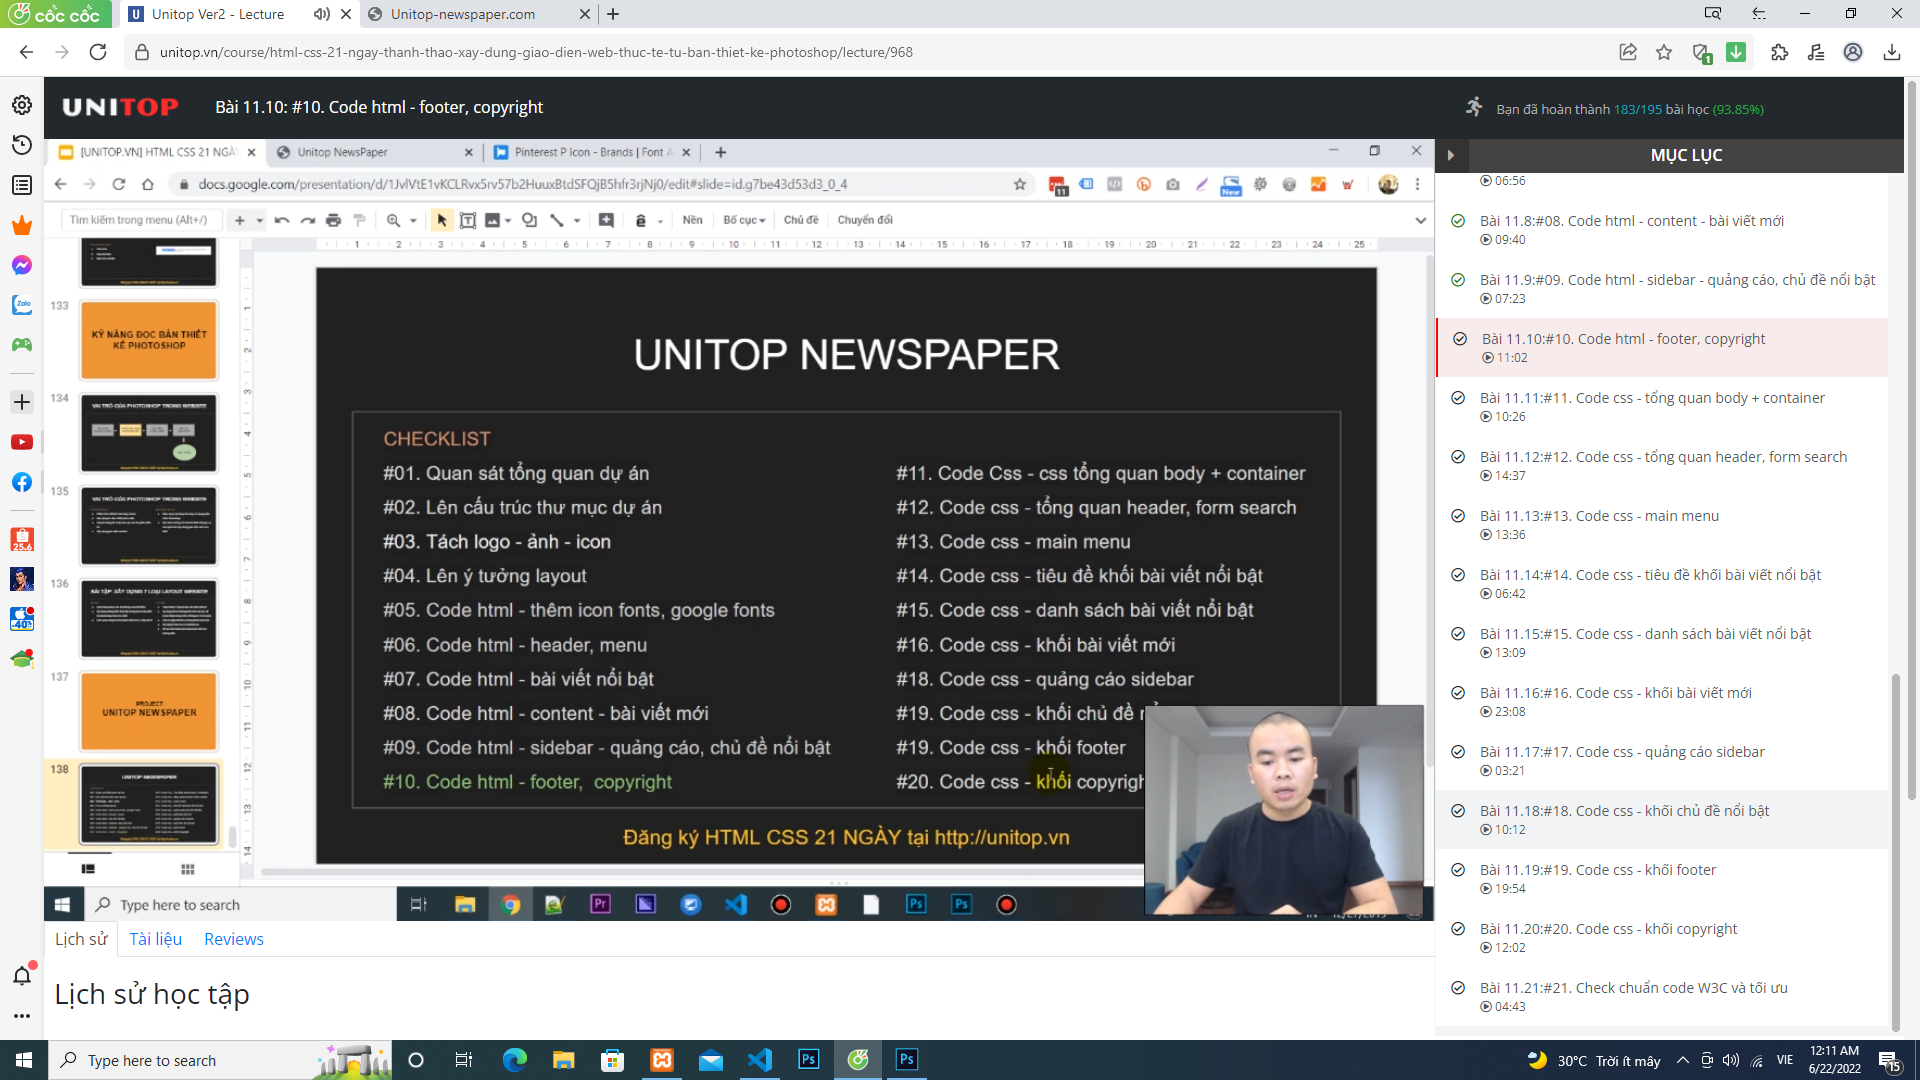 cốc cốc
Unitop Ver2 - Lecture
Unitop-newspaper.com
unitop.vn/course/html-css-21-ngay-thanh-thao-xay-dung-giao-dien-web-thuc-te-tu-ban-thiet-ke-photoshop/lecture/968
UNITOP
Bài 11.10: #10. Code html - footer, copyright
Bạn đã hoàn thành 183/195 bài học (93.85%)
[UNITOP.VN] HTML CSS 21 NGÀ
Unitop NewsPaper
Pinterest P Icon - Brands | Font A
docs.google.com/presentation/d/1JvlVtE1vKCLRvx5rv57b2HuuxBtdSFQjB5hfr3rjNj0/edit#slide=id.g7be43d53d3_0_4
Tìm kiếm trong menu (Alt+/)
Nền
Bố cục
Chủ đề
Chuyển đổi
133
KỸ NĂNG ĐỌC BẢN THIẾT
KẾ PHOTOSHOP
134
VAI TRÒ CỦA PHOTOSHOP TRONG WEBSITE
135
VAI TRÒ CỦA PHOTOSHOP TRONG WEBSITE
136
BÀI TẬP: XÂY DỰNG 7 LOẠI LAYOUT WEBSITE
137
PROJECT
UNITOP NEWSPAPER
138
UNITOP NEWSPAPER
UNITOP NEWSPAPER
CHECKLIST
#01. Quan sát tổng quan dự án
#02. Lên cấu trúc thư mục dự án
#03. Tách logo - ảnh - icon
#04. Lên ý tưởng layout
#05. Code html - thêm icon fonts, google fonts
#06. Code html - header, menu
#07. Code html - bài viết nổi bật
#08. Code html - content - bài viết mới
#09. Code html - sidebar - quảng cáo, chủ đề nổi bật
#10. Code html - footer, copyright
#11. Code Css - css tổng quan body + container
#12. Code css - tổng quan header, form search
#13. Code css - main menu
#14. Code css - tiêu đề khối bài viết nổi bật
#15. Code css - danh sách bài viết nổi bật
#16. Code css - khối bài viết mới
#18. Code css - quảng cáo sidebar
#19. Code css - khối chủ đề
#19. Code css - khối footer
#20. Code css - khối copyrigh
Đăng ký HTML CSS 21 NGÀY tại http://unitop.vn
Type here to search
Lịch sử
Tài liệu
Reviews
Lịch sử học tập
MỤC LỤC
06:56
Bài 11.8:#08. Code html - content - bài viết mới
09:40
Bài 11.9:#09. Code html - sidebar - quảng cáo, chủ đề nổi bật
07:23
Bài 11.10:#10. Code html - footer, copyright
11:02
Bài 11.11:#11. Code css - tổng quan body + container
10:26
Bài 11.12:#12. Code css - tổng quan header, form search
14:37
Bài 11.13:#13. Code css - main menu
13:36
Bài 11.14:#14. Code css - tiêu đề khối bài viết nổi bật
06:42
Bài 11.15:#15. Code css - danh sách bài viết nổi bật
13:09
Bài 11.16:#16. Code css - khối bài viết mới
23:08
Bài 11.17:#17. Code css - quảng cáo sidebar
03:21
Bài 11.18:#18. Code css - khối chủ đề nổi bật
10:12
Bài 11.19:#19. Code css - khối footer
19:54
Bài 11.20:#20. Code css - khối copyright
12:02
Bài 11.21:#21. Check chuẩn code W3C và tối ưu
04:43
Type here to search
30°C Trời ít mây
VIE
12:11 AM
6/22/2022
15